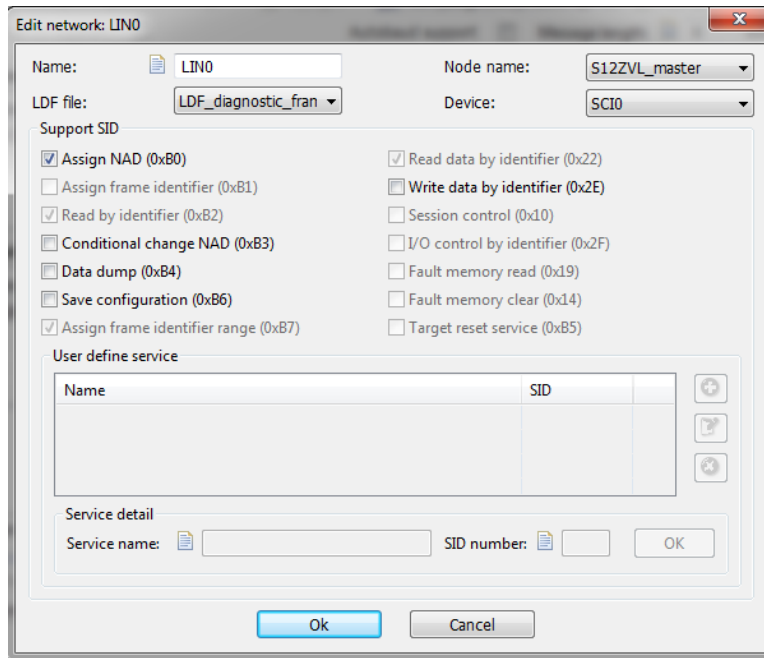 Edit network: LIN0
Name: LIN0 Node name: S12ZVL_master
LDF file: LDF_diagnostic_fran Device: SCI0
Support SID
Assign NAD (0xB0) Read data by identifier (0x22)
Assign frame identifier (0xB1) Write data by identifier (0x2E)
Read by identifier (0xB2) Session control (0x10)
Conditional change NAD (0xB3) I/O control by identifier (0x2F)
Data dump (0xB4) Fault memory read (0x19)
Save configuration (0xB6) Fault memory clear (0x14)
Assign frame identifier range (0xB7) Target reset service (0xB5)
User define service
Name SID
Service detail
Service name: SID number: OK
Ok Cancel